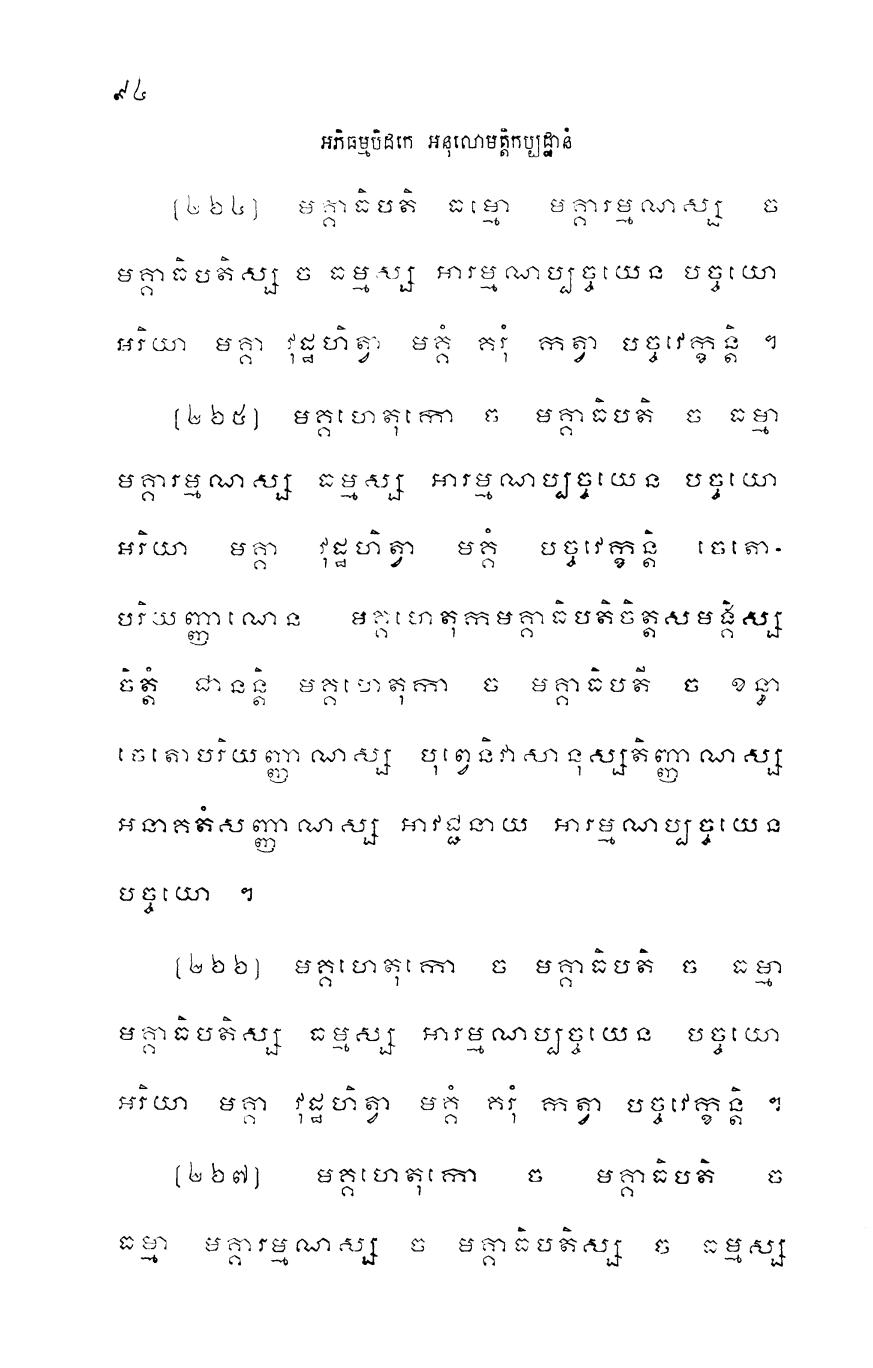 ៩៤
អភិធម្មបិដកេ អនុលោមត្តិកប្បដ្ឋានំ
[២៦៤] មគ្គាធិបតិ ធម្មោ មគ្គារម្មណស្ស ច
មគ្គាធិបតិស្ស ច ធម្មស្ស អារម្មណប្បច្ចយេន បច្ចយោ
អរិយា មគ្គា វុដ្ឋហិត្វា មគ្គំ គរុំ កត្វា បច្ចវេក្ខន្តិ ។
[២៦៥] មគ្គហេតុកោ ច មគ្គាធិបតិ ច ធម្មា
មគ្គារម្មណស្ស ធម្មស្ស អារម្មណប្បច្ចយេន បច្ចយោ
អរិយា មគ្គា វុដ្ឋហិត្វា មគ្គំ បច្ចវេក្ខន្តិ ចេតោ-
បរិយញ្ញាណេន មគ្គហេតុកមគ្គាធិបតិចិត្តសមង្គិស្ស
ចិត្តំ ជានន្តិ មគ្គហេតុកា ច មគ្គាធិបតី ច ខន្ធា
ចេតោបរិយញ្ញាណស្ស បុព្វេនិវាសានុស្សតិញ្ញាណស្ស
អនាគតំសញ្ញាណស្ស អាវជ្ជនាយ អារម្មណប្បច្ចយេន
បច្ចយោ ។
[២៦៦] មគ្គហេតុកោ ច មគ្គាធិបតិ ច ធម្មា
មគ្គាធិបតិស្ស ធម្មស្ស អារម្មណប្បច្ចយេន បច្ចយោ
អរិយា មគ្គា វុដ្ឋហិត្វា មគ្គំ គរុំ កត្វា បច្ចវេក្ខន្តិ ។
[២៦៧] មគ្គហេតុកោ ច មគ្គាធិបតិ ច
ធម្មា មគ្គារម្មណស្ស ច មគ្គាធិបតិស្ស ច ធម្មស្ស